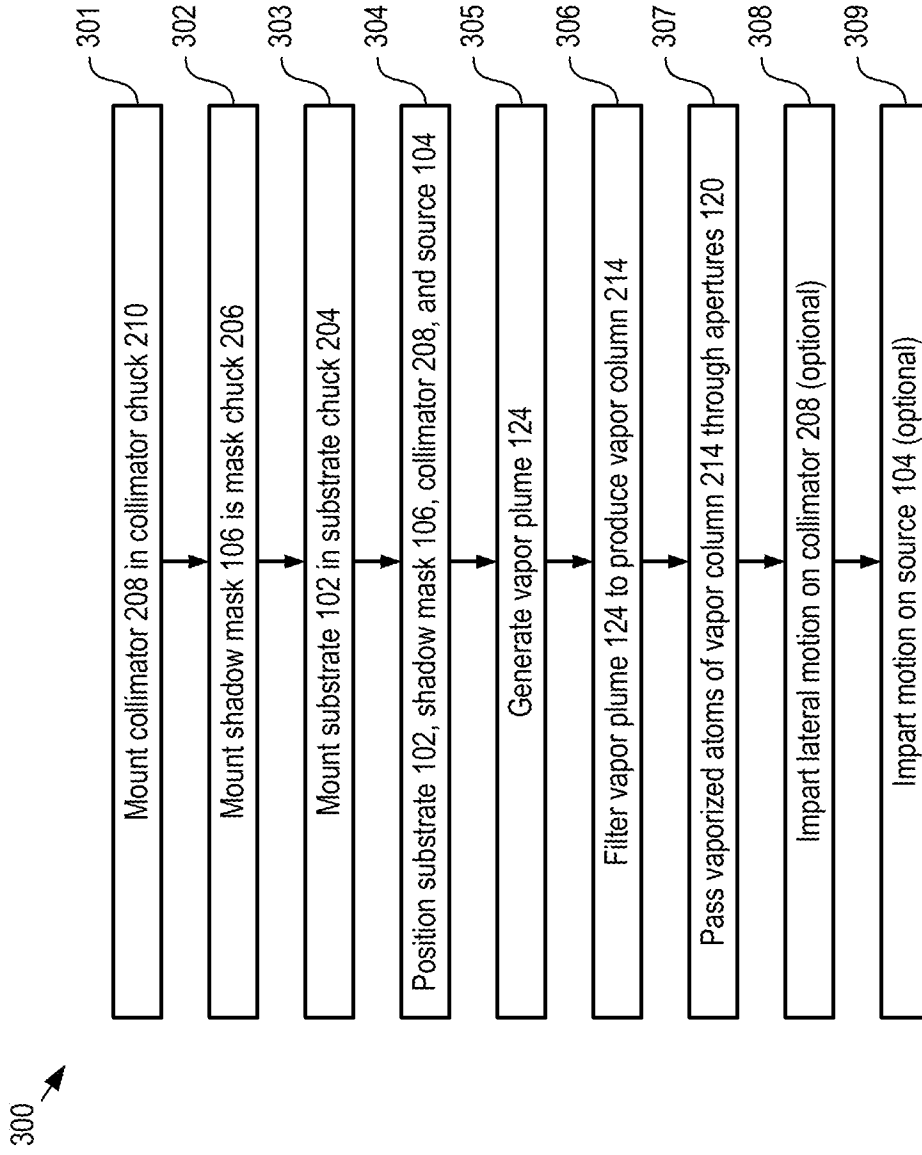 300
Mount collimator 208 in collimator chuck 210
301
Mount shadow mask 106 is mask chuck 206
302
Mount substrate 102 in substrate chuck 204
303
Position substrate 102, shadow mask 106, collimator 208, and source 104
304
Generate vapor plume 124
305
Filter vapor plume 124 to produce vapor column 214
306
Pass vaporized atoms of vapor column 214 through apertures 120
307
Impart lateral motion on collimator 208 (optional)
308
Impart motion on source 104 (optional)
309